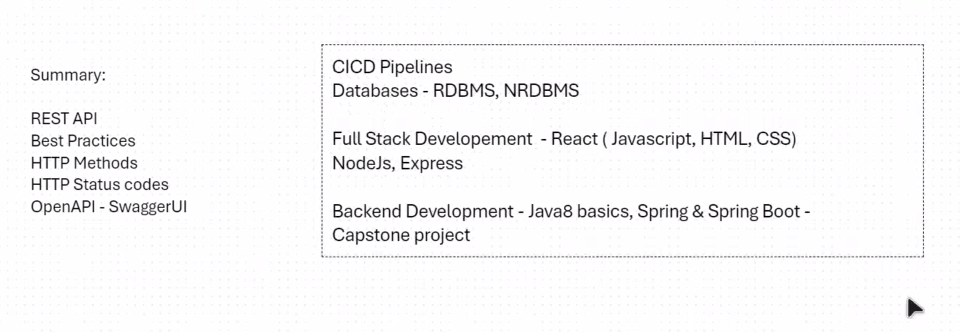 Summary:
REST API
Best Practices
HTTP Methods
HTTP Status codes
OpenAPI - SwaggerUI
CICD Pipelines
Databases - RDBMS, NRDBMS
Full Stack Developement - React ( Javascript, HTML, CSS)
NodeJs, Express
Backend Development - Java8 basics, Spring & Spring Boot -
Capstone project